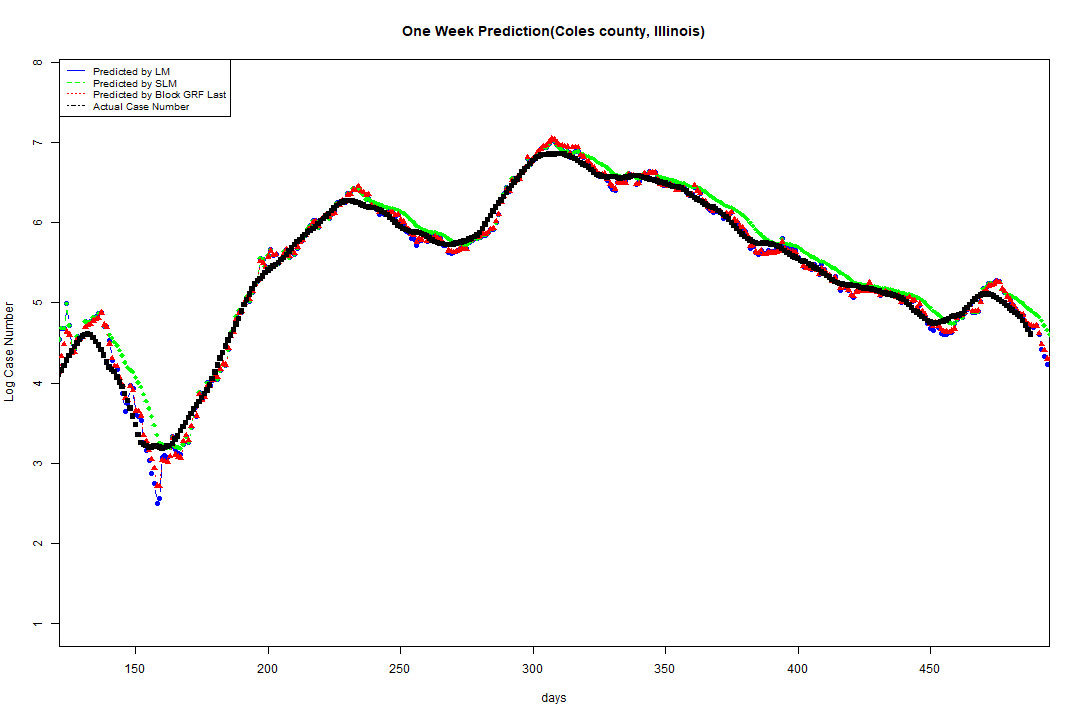 One Week Prediction(Coles county, Illinois)
Predicted by LM
Predicted by SLM
Predicted by Block GRF Last
Actual Case Number
8
7
6
5
4
3
2
1
Log Case Number
150 200 250 300 350 400 450
days